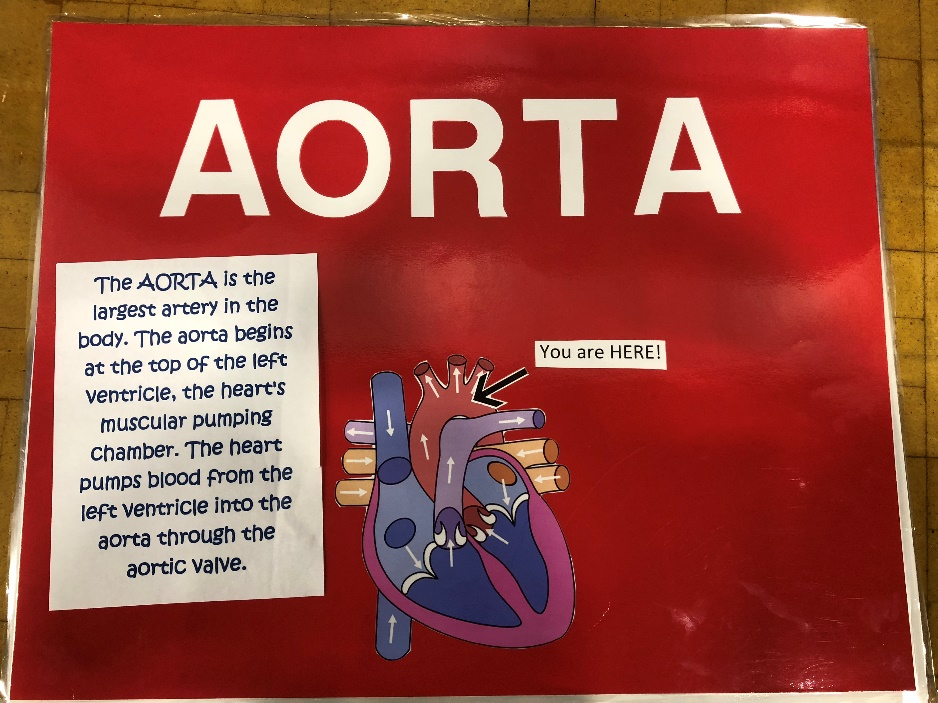 AORTA
The AORTA is the
largest artery in the
body. The aorta begins
at the top of the left
ventricle, the heart's
muscular pumping
chamber. The heart
pumps blood from the
left ventricle into the
aorta through the
aortic valve.
You are HERE!